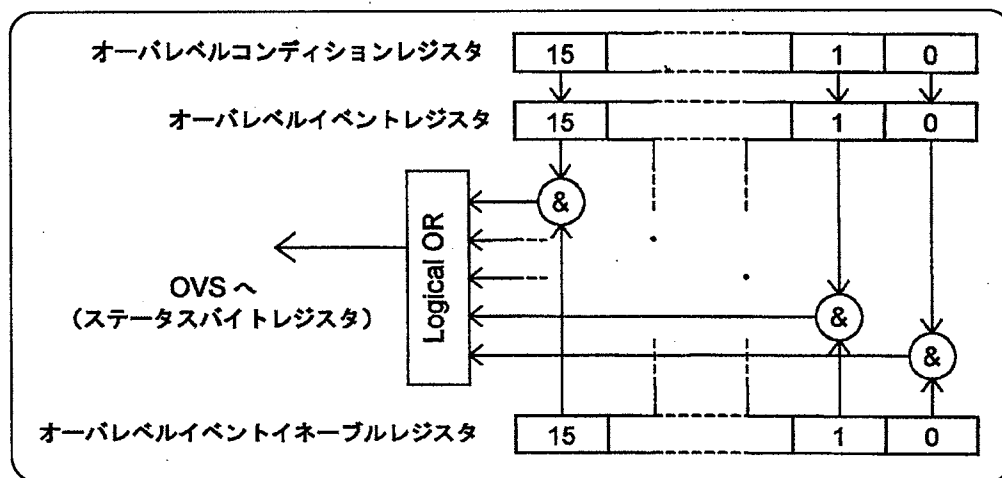 オーバレベルコンディションレジスタ 15 1 0
オーバレベルイベントレジスタ 15 1 0
&
Logical OR
OVS へ
（ステータスバイトレジスタ）
&
&
オーバレベルイベントイネーブルレジスタ 15 1 0